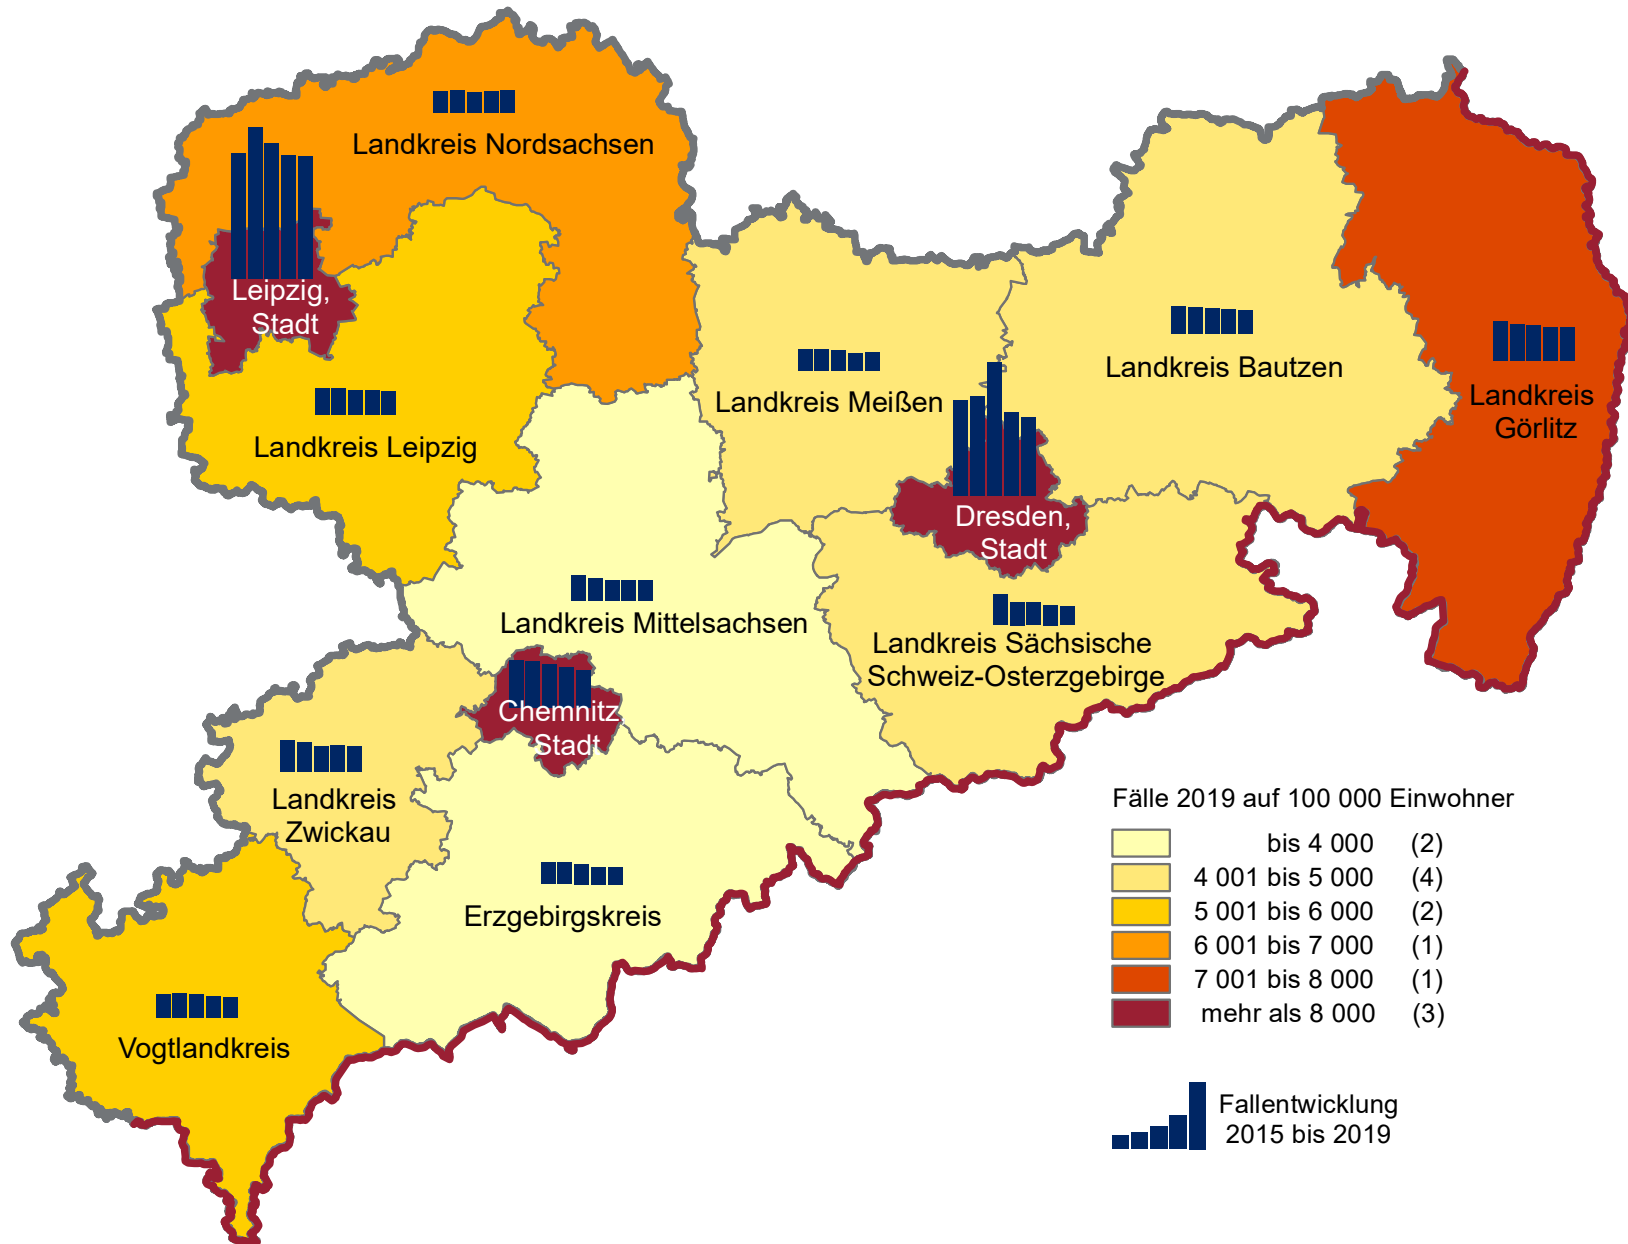 Landkreis Nordsachsen
Leipzig,
Stadt
Landkreis Leipzig
Landkreis Meißen
Landkreis Bautzen
Landkreis
Görlitz
Dresden,
Stadt
Landkreis Mittelsachsen
Landkreis Sächsische
Schweiz-Osterzgebirge
Chemnitz
Stadt
Landkreis
Zwickau
Erzgebirgskreis
Vogtlandkreis
Fälle 2019 auf 100 000 Einwohner
bis 4 000 (2)
4 001 bis 5 000 (4)
5 001 bis 6 000 (2)
6 001 bis 7 000 (1)
7 001 bis 8 000 (1)
mehr als 8 000 (3)
Fallentwicklung
2015 bis 2019